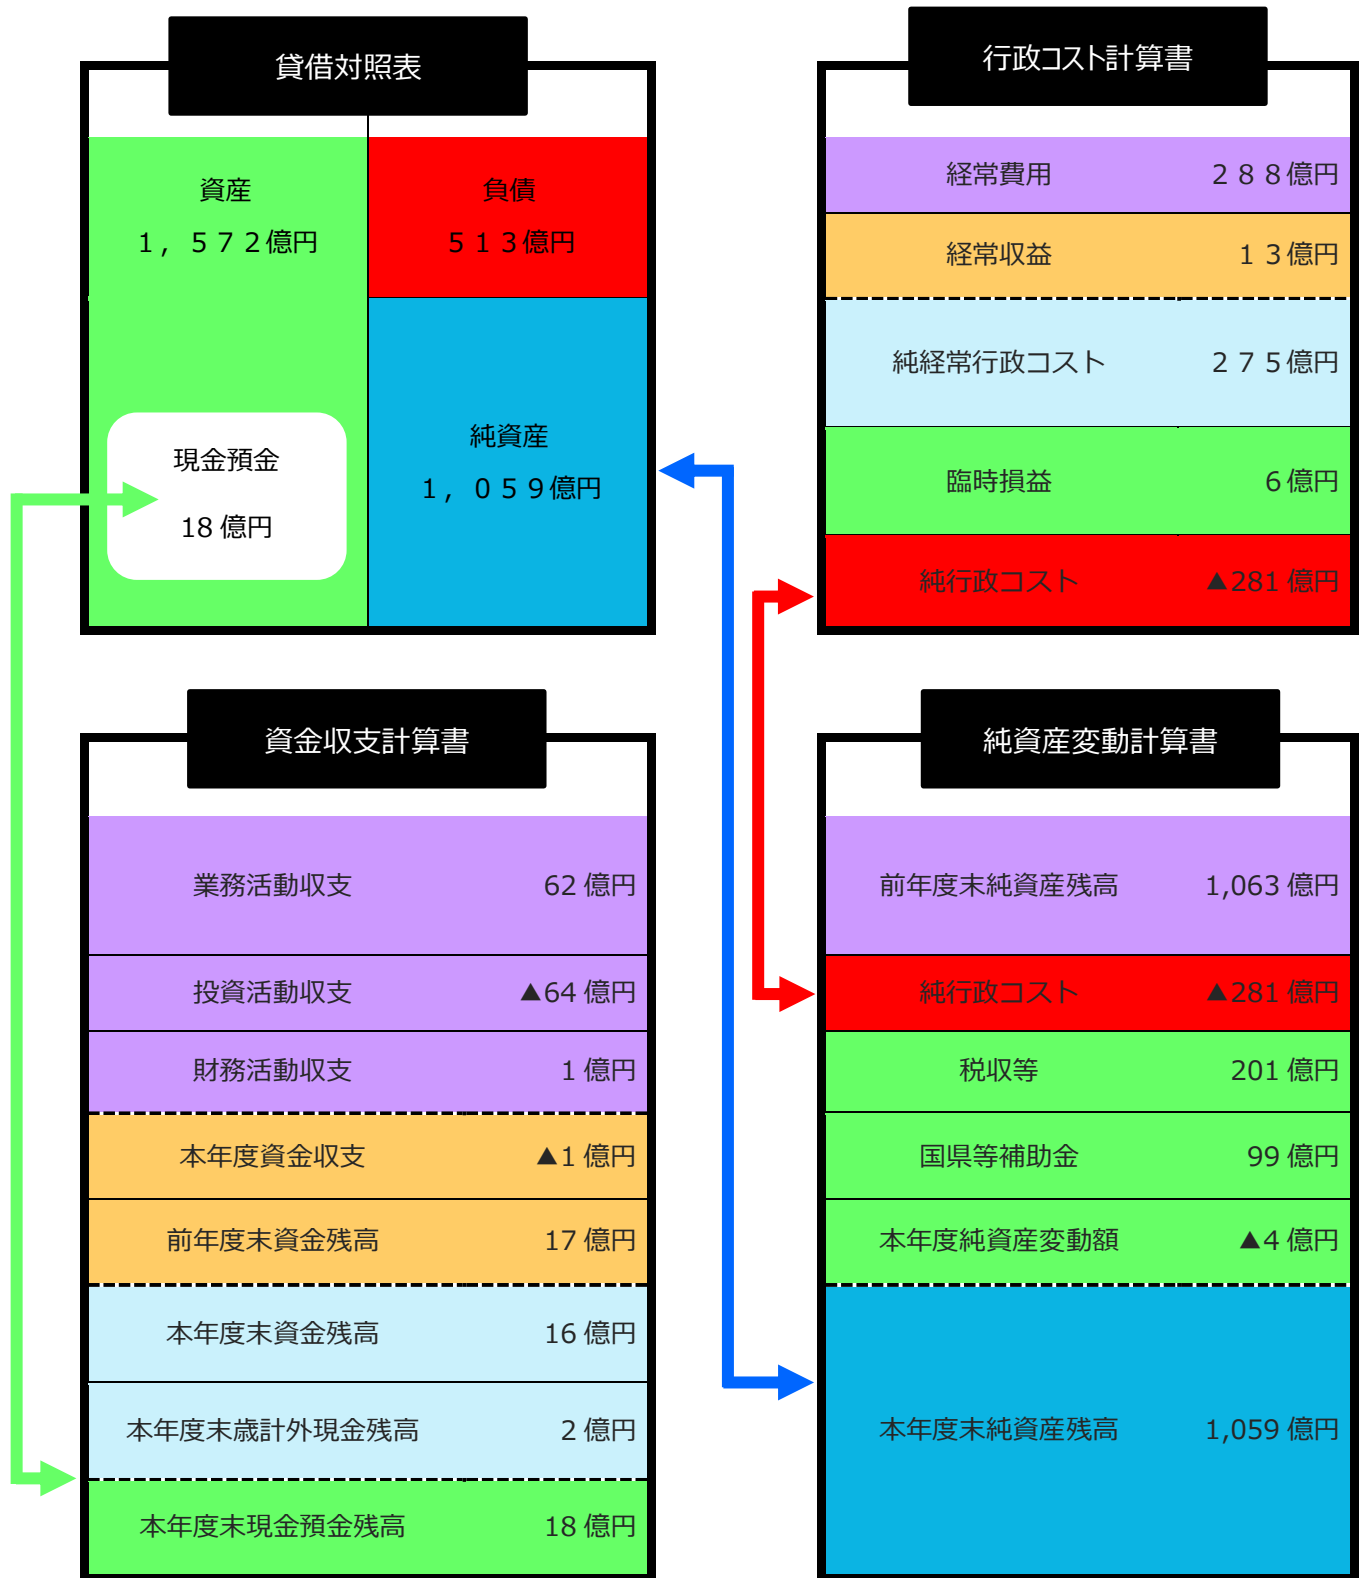 貸借対照表
資産
１，５７２億円
負債
５１３億円
現金預金
18 億円
純資産
１，０５９億円
行政コスト計算書
経常費用 ２８８億円
経常収益 １３億円
純経常行政コスト ２７５億円
臨時損益 ６億円
純行政コスト ▲281 億円
資金収支計算書
業務活動収支 62 億円
投資活動収支 ▲64 億円
財務活動収支 1 億円
本年度資金収支 ▲1 億円
前年度末資金残高 17 億円
本年度末資金残高 16 億円
本年度末歳計外現金残高 2 億円
本年度末現金預金残高 18 億円
純資産変動計算書
前年度末純資産残高 1,063 億円
純行政コスト ▲281 億円
税収等 201 億円
国県等補助金 99 億円
本年度純資産変動額 ▲4 億円
本年度末純資産残高 1,059 億円